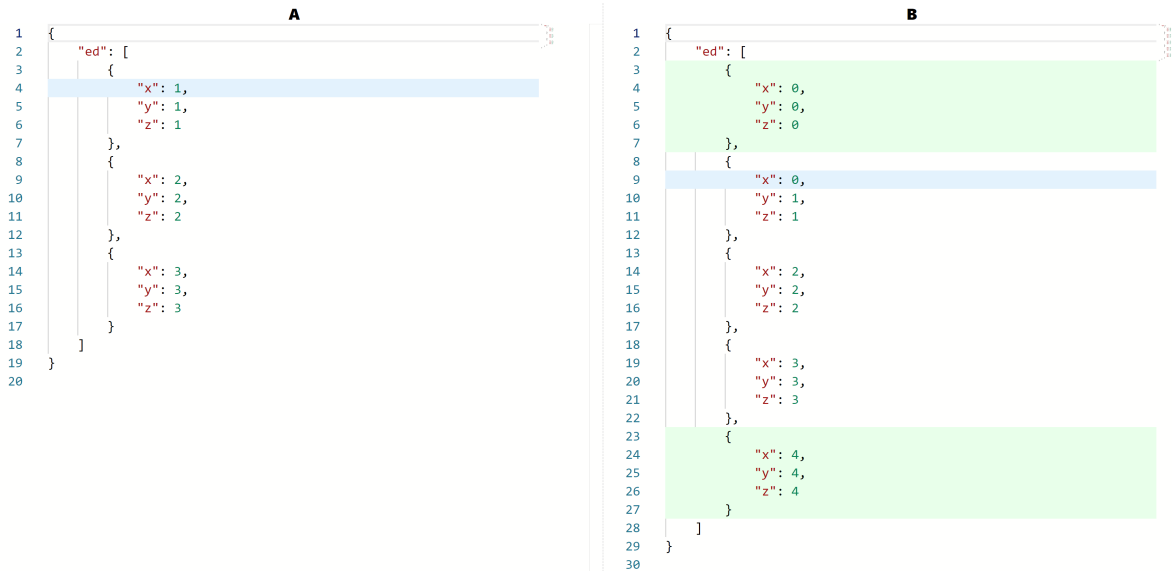 A
1 {
2     "ed": [
3         {
4             "x": 1,
5             "y": 1,
6             "z": 1
7         },
8         {
9             "x": 2,
10             "y": 2,
11             "z": 2
12         },
13         {
14             "x": 3,
15             "y": 3,
16             "z": 3
17         }
18     ]
19 }
20
B
1 {
2     "ed": [
3         {
4             "x": 0,
5             "y": 0,
6             "z": 0
7         },
8         {
9             "x": 0,
10             "y": 1,
11             "z": 1
12         },
13         {
14             "x": 2,
15             "y": 2,
16             "z": 2
17         },
18         {
19             "x": 3,
20             "y": 3,
21             "z": 3
22         },
23         {
24             "x": 4,
25             "y": 4,
26             "z": 4
27         }
28     ]
29 }
30